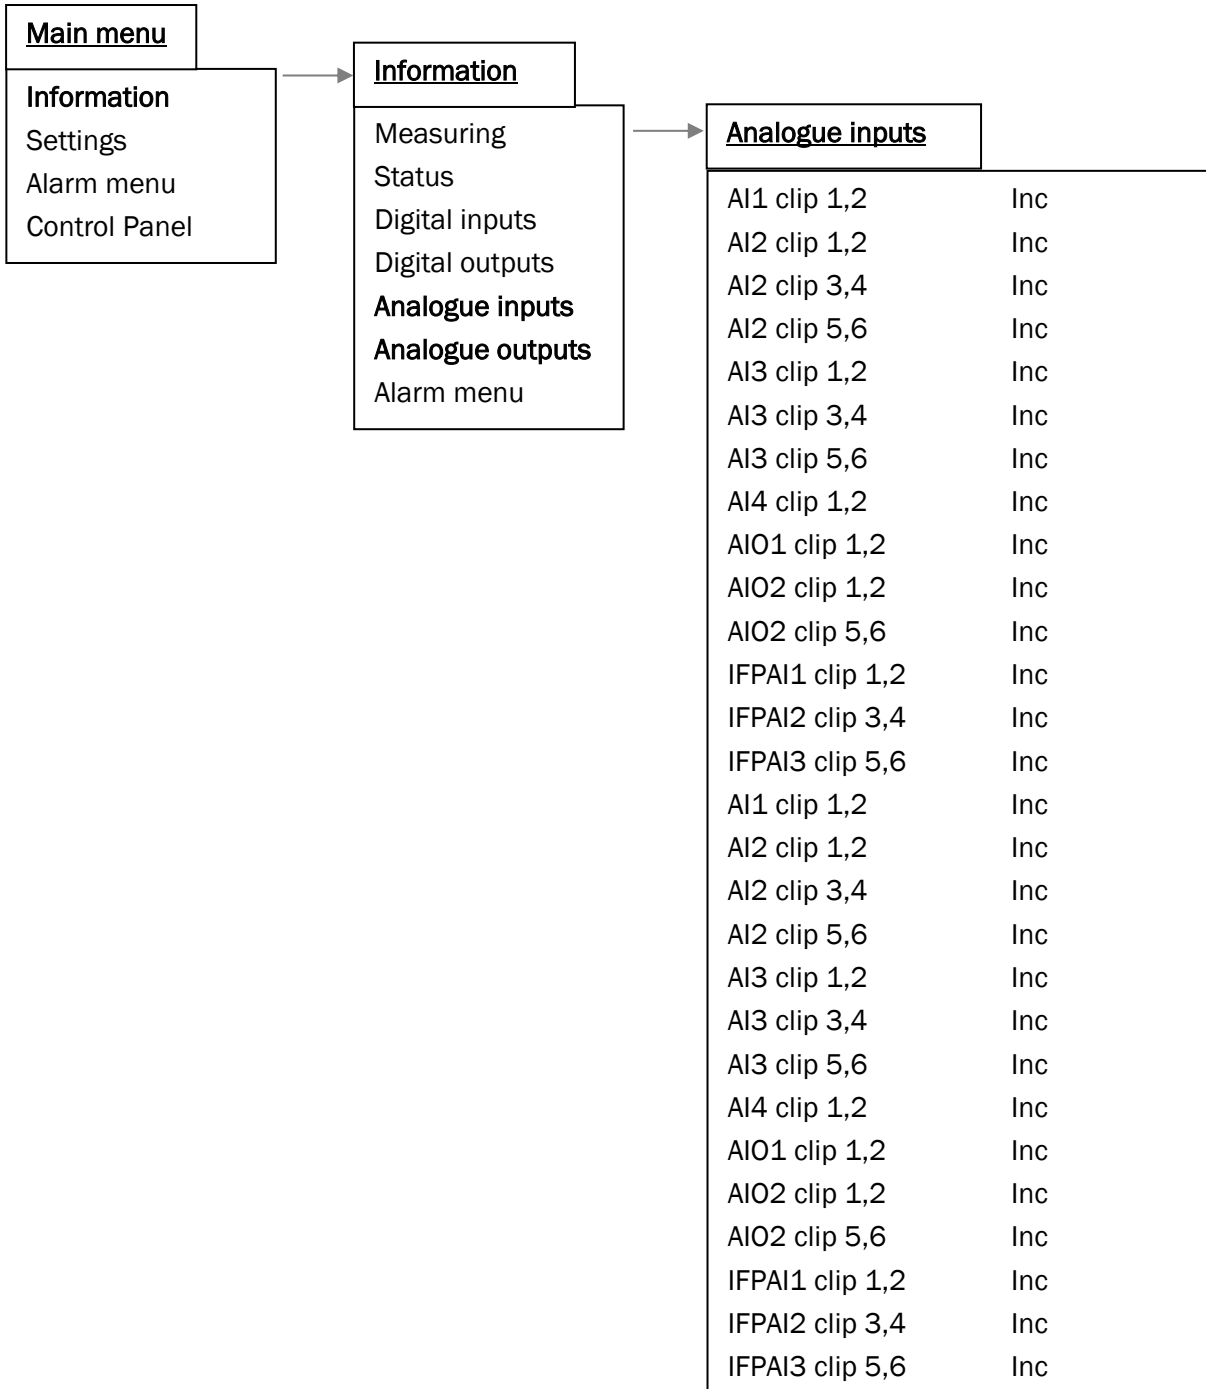 Main menu
Information
Settings
Alarm menu
Control Panel
Information
Measuring
Status
Digital inputs
Digital outputs
Analogue inputs
Analogue outputs
Alarm menu
Analogue inputs
AI1 clip 1,2 Inc
AI2 clip 1,2 Inc
AI2 clip 3,4 Inc
AI2 clip 5,6 Inc
AI3 clip 1,2 Inc
AI3 clip 3,4 Inc
AI3 clip 5,6 Inc
AI4 clip 1,2 Inc
AIO1 clip 1,2 Inc
AIO2 clip 1,2 Inc
AIO2 clip 5,6 Inc
IFPAI1 clip 1,2 Inc
IFPAI2 clip 3,4 Inc
IFPAI3 clip 5,6 Inc
AI1 clip 1,2 Inc
AI2 clip 1,2 Inc
AI2 clip 3,4 Inc
AI2 clip 5,6 Inc
AI3 clip 1,2 Inc
AI3 clip 3,4 Inc
AI3 clip 5,6 Inc
AI4 clip 1,2 Inc
AIO1 clip 1,2 Inc
AIO2 clip 1,2 Inc
AIO2 clip 5,6 Inc
IFPAI1 clip 1,2 Inc
IFPAI2 clip 3,4 Inc
IFPAI3 clip 5,6 Inc